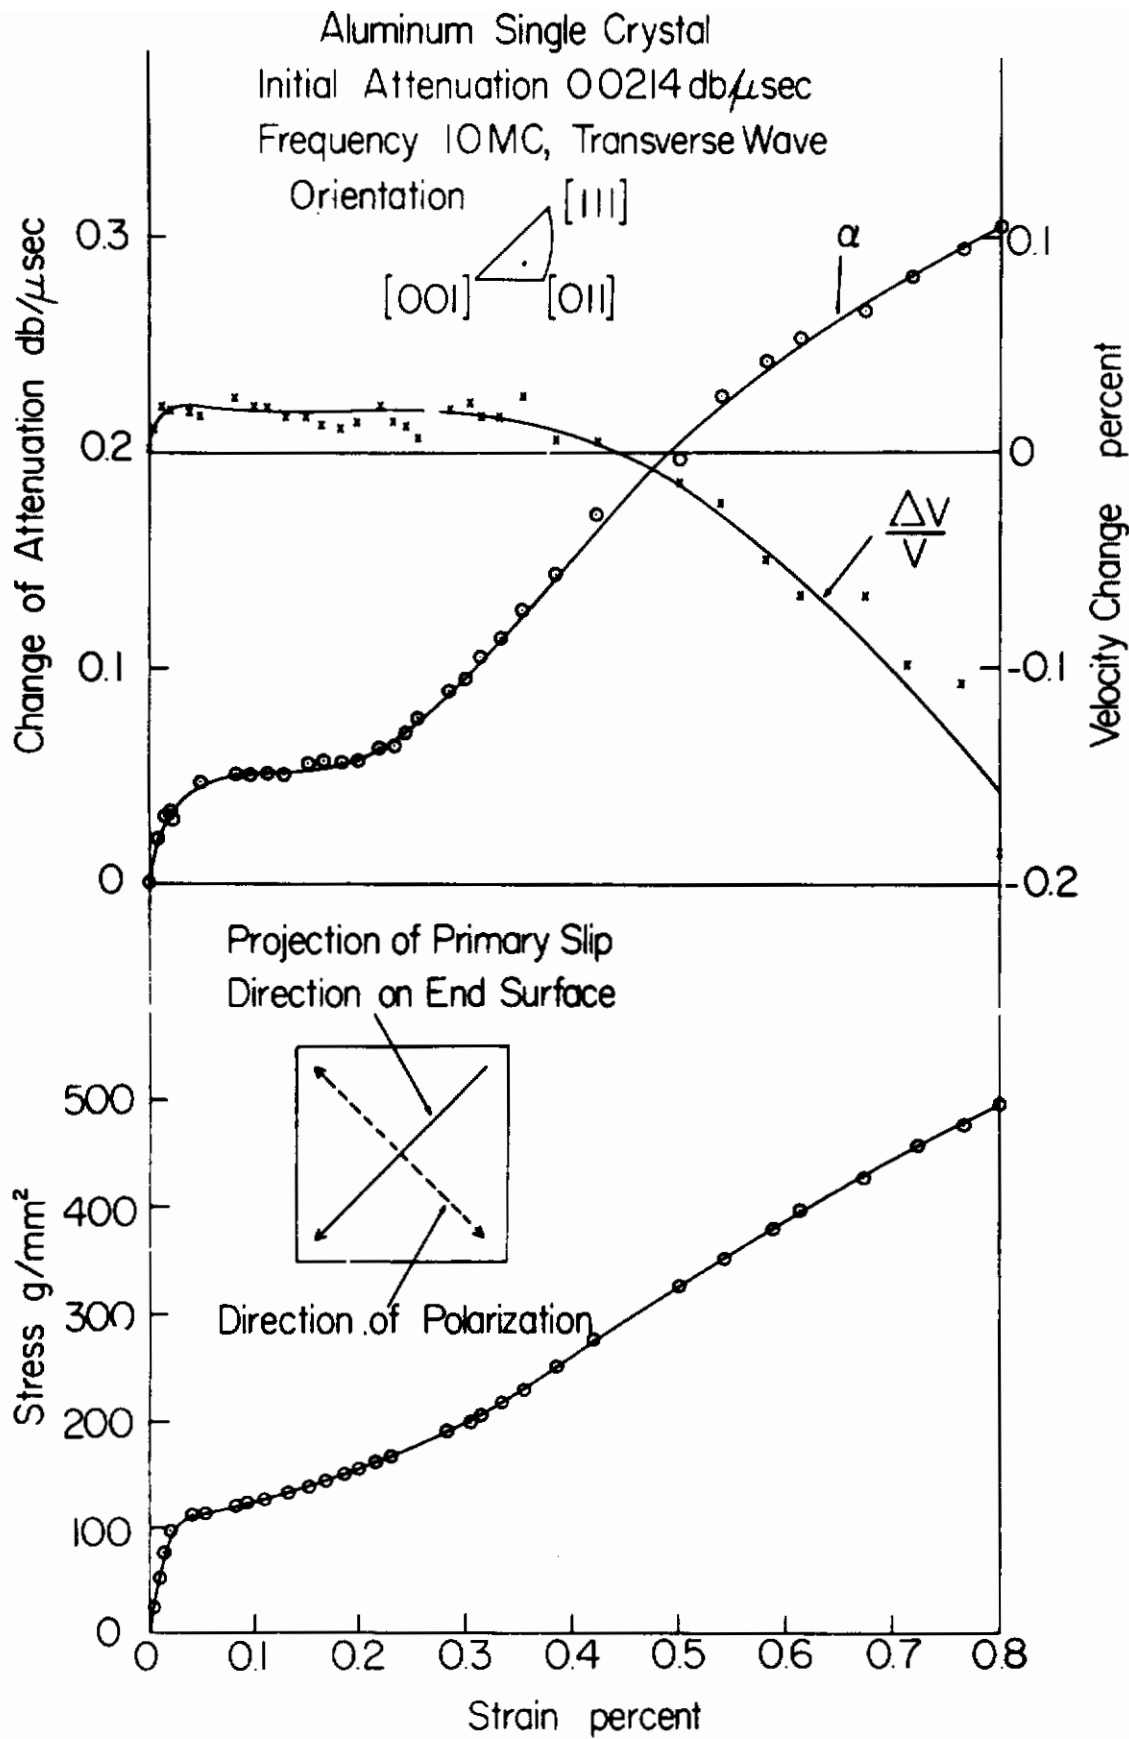 Aluminum Single Crystal
Initial Attenuation 00214 db/μsec
Frequency 10MC, Transverse Wave
Orientation
[111]
[001]
[011]
α
ΔV
V
Change of Attenuation db/μsec
0.3
0.2
0.1
0
0.1
0
-0.1
-0.2
Velocity Change percent
Projection of Primary Slip
Direction on End Surface
Direction of Polarization
Stress g/mm²
500
400
300
200
100
0
0 0.1 0.2 0.3 0.4 0.5 0.6 0.7 0.8
Strain percent